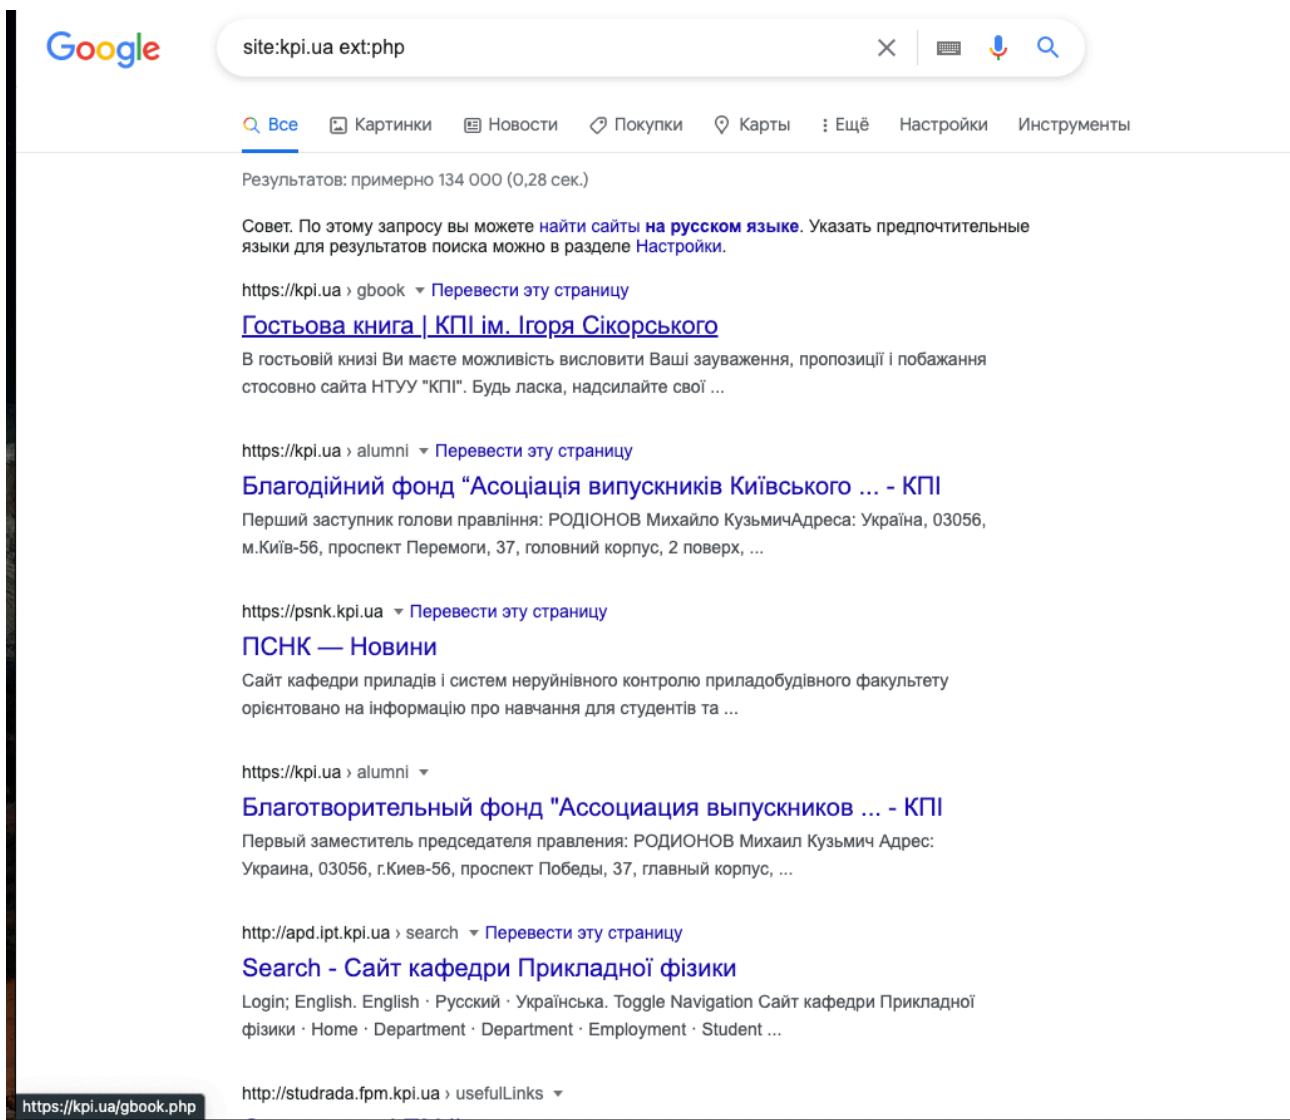 Google
site:kpi.ua ext:php
Все Картинки Новости Покупки Карты Ещё Настройки Инструменты
Результатов: примерно 134 000 (0,28 сек.)
Совет. По этому запросу вы можете найти сайты на русском языке. Указать предпочтительные
языки для результатов поиска можно в разделе Настройки.
https://kpi.ua › gbook Перевести эту страницу
Гостьова книга | КПІ ім. Ігоря Сікорського
В гостьовій книзі Ви маєте можливість висловити Ваші зауваження, пропозиції і побажання
стосовно сайта НТУУ "КПІ". Будь ласка, надсилайте свої ...
https://kpi.ua › alumni Перевести эту страницу
Благодійний фонд “Асоціація випускників Київського ... - КПІ
Перший заступник голови правління: РОДІОНОВ Михайло КузьмичАдреса: Україна, 03056,
м.Київ-56, проспект Перемоги, 37, головний корпус, 2 поверх, ...
https://psnk.kpi.ua Перевести эту страницу
ПСНК — Новини
Сайт кафедри приладів і систем неруйнівного контролю приладобудівного факультету
орієнтовано на інформацію про навчання для студентів та ...
https://kpi.ua › alumni
Благотворительный фонд "Ассоциация выпускников ... - КПІ
Первый заместитель председателя правления: РОДИОНОВ Михаил Кузьмич Адрес:
Украина, 03056, г.Киев-56, проспект Победы, 37, главный корпус, ...
http://apd.ipt.kpi.ua › search Перевести эту страницу
Search - Сайт кафедри Прикладної фізики
Login; English. English · Русский · Українська. Toggle Navigation Сайт кафедри Прикладної
фізики · Home · Department · Department · Employment · Student ...
http://studrada.fpm.kpi.ua › usefulLinks
https://kpi.ua/gbook.php